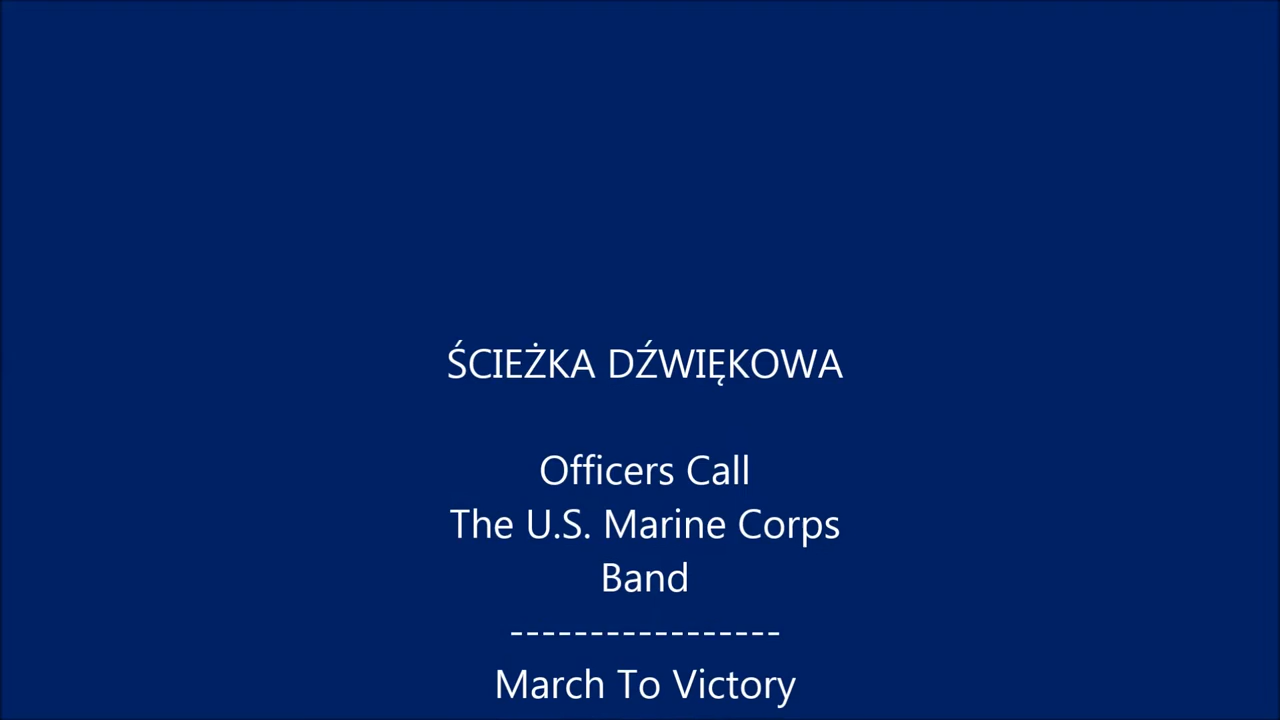 ŚCIEŻKA DŹWIĘKOWA
Officers Call
The U.S. Marine Corps
Band
-----------------
March To Victory